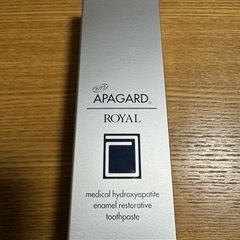 APAGARD®
ROYAL
medical hydroxyapatite
enamel restorative
toothpaste